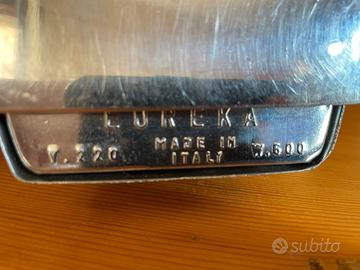 EUREKA
V.220 MADE IN ITALY W.600
subito